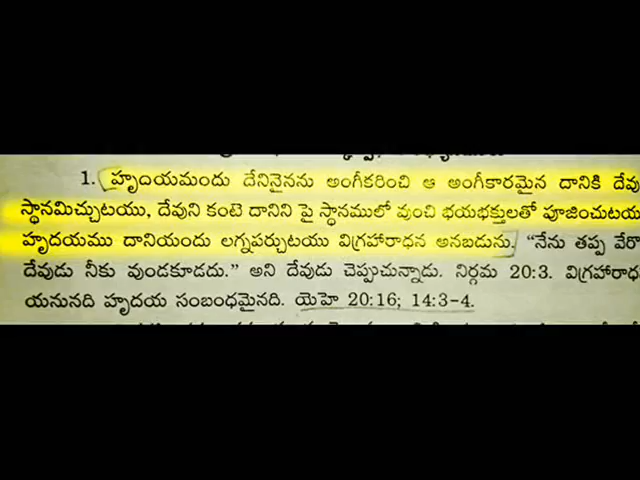 1. హృదయమందు దేనినైనను అంగీకరించి ఆ అంగీకారమైన దానికి దేవు
స్థానమిచ్చుటయు, దేవుని కంటె దానిని పై స్థానములో వుంచి భయభక్తులతో పూజించుటయు
హృదయము దానియందు లగ్నపర్చుటయు విగ్రహారాధన అనబడును. “నేను తప్ప వేరొ
దేవుడు నీకు వుండకూడదు.” అని దేవుడు చెప్పుచున్నాడు. నిర్గమ 20:3. విగ్రహారాధ
యనునది హృదయ సంబంధమైనది. యెహె 20:16; 14:3-4.